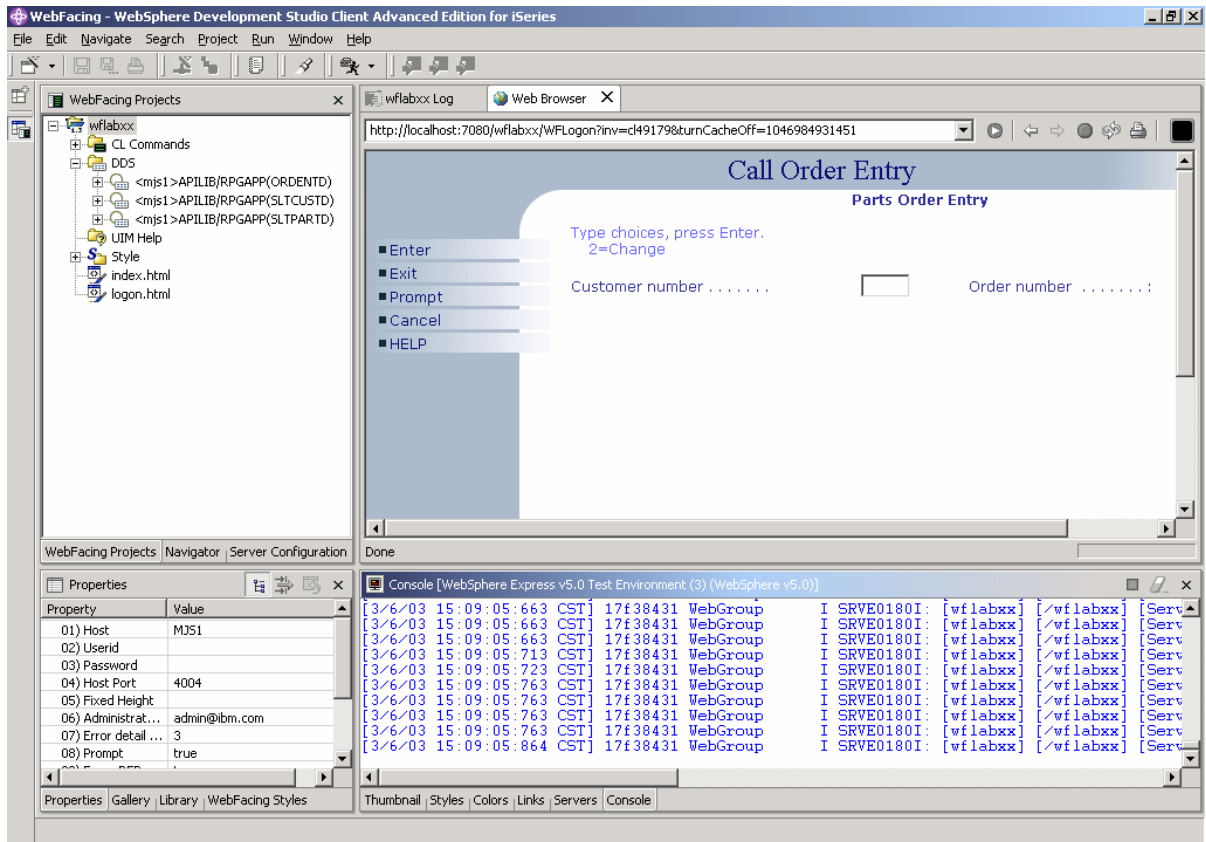 WebFacing - WebSphere Development Studio Client Advanced Edition for iSeries
File Edit Navigate Search Project Run Window Help
WebFacing Projects
wflabxx
CL Commands
DDS
<mjs1>APILIB/RPGAPP(ORDENTD)
<mjs1>APILIB/RPGAPP(SLTCUSTD)
<mjs1>APILIB/RPGAPP(SLTPARTD)
UIM Help
Style
index.html
logon.html
WebFacing Projects Navigator Server Configuration
wflabxx Log Web Browser
http://localhost:7080/wflabxx/WFLogon?inv=cl49179&turnCacheOff=1046984931451
Call Order Entry
Parts Order Entry
Type choices, press Enter.
2=Change
Customer number . . . . . . . Order number . . . . . . . :
Enter
Exit
Prompt
Cancel
HELP
Done
Properties
Property Value
01) Host MJS1
02) Userid
03) Password
04) Host Port 4004
05) Fixed Height
06) Administrat... admin@ibm.com
07) Error detail ... 3
08) Prompt true
Properties Gallery Library WebFacing Styles
Console [WebSphere Express v5.0 Test Environment (3) (WebSphere v5.0)]
[3/6/03 15:09:05:663 CST] 17f38431 WebGroup I SRVE0180I: [wflabxx] [/wflabxx] [Serv
[3/6/03 15:09:05:663 CST] 17f38431 WebGroup I SRVE0180I: [wflabxx] [/wflabxx] [Serv
[3/6/03 15:09:05:663 CST] 17f38431 WebGroup I SRVE0180I: [wflabxx] [/wflabxx] [Serv
[3/6/03 15:09:05:713 CST] 17f38431 WebGroup I SRVE0180I: [wflabxx] [/wflabxx] [Serv
[3/6/03 15:09:05:723 CST] 17f38431 WebGroup I SRVE0180I: [wflabxx] [/wflabxx] [Serv
[3/6/03 15:09:05:763 CST] 17f38431 WebGroup I SRVE0180I: [wflabxx] [/wflabxx] [Serv
[3/6/03 15:09:05:763 CST] 17f38431 WebGroup I SRVE0180I: [wflabxx] [/wflabxx] [Serv
[3/6/03 15:09:05:763 CST] 17f38431 WebGroup I SRVE0180I: [wflabxx] [/wflabxx] [Serv
[3/6/03 15:09:05:763 CST] 17f38431 WebGroup I SRVE0180I: [wflabxx] [/wflabxx] [Serv
[3/6/03 15:09:05:864 CST] 17f38431 WebGroup I SRVE0180I: [wflabxx] [/wflabxx] [Serv
Thumbnail Styles Colors Links Servers Console